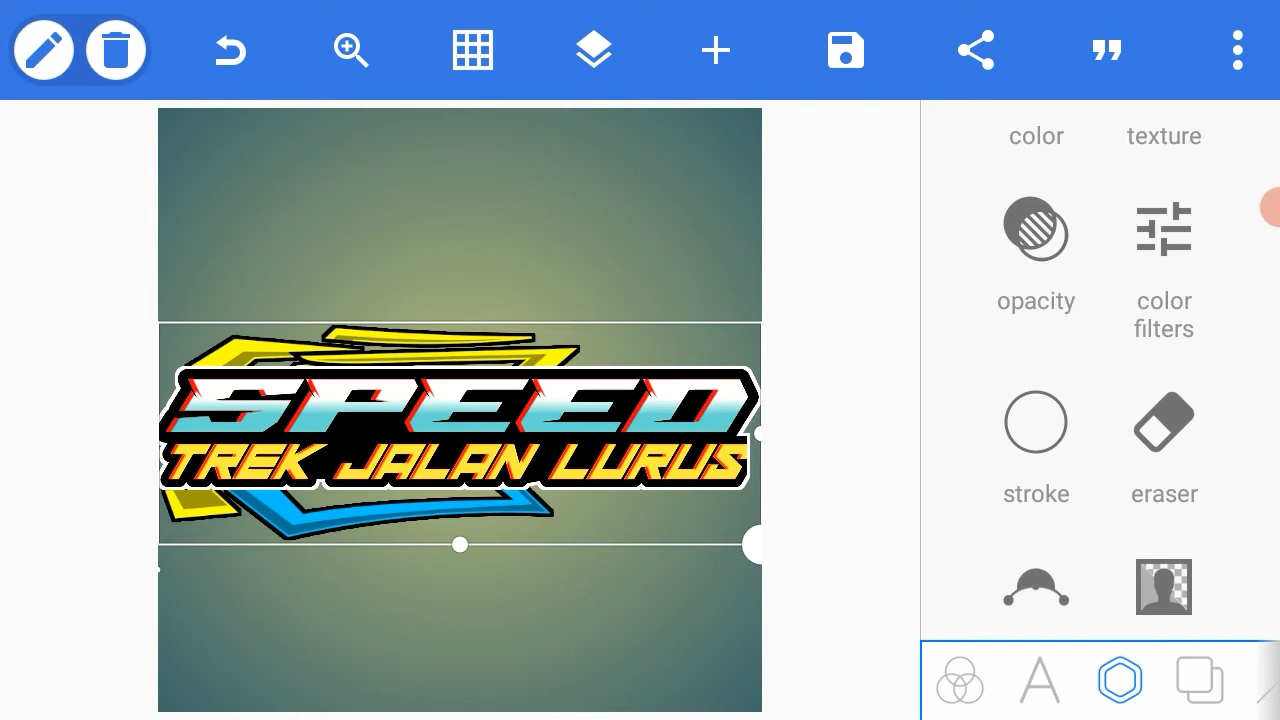 color texture
SPEED
TREK JALAN LURUS
opacity color filters
stroke eraser